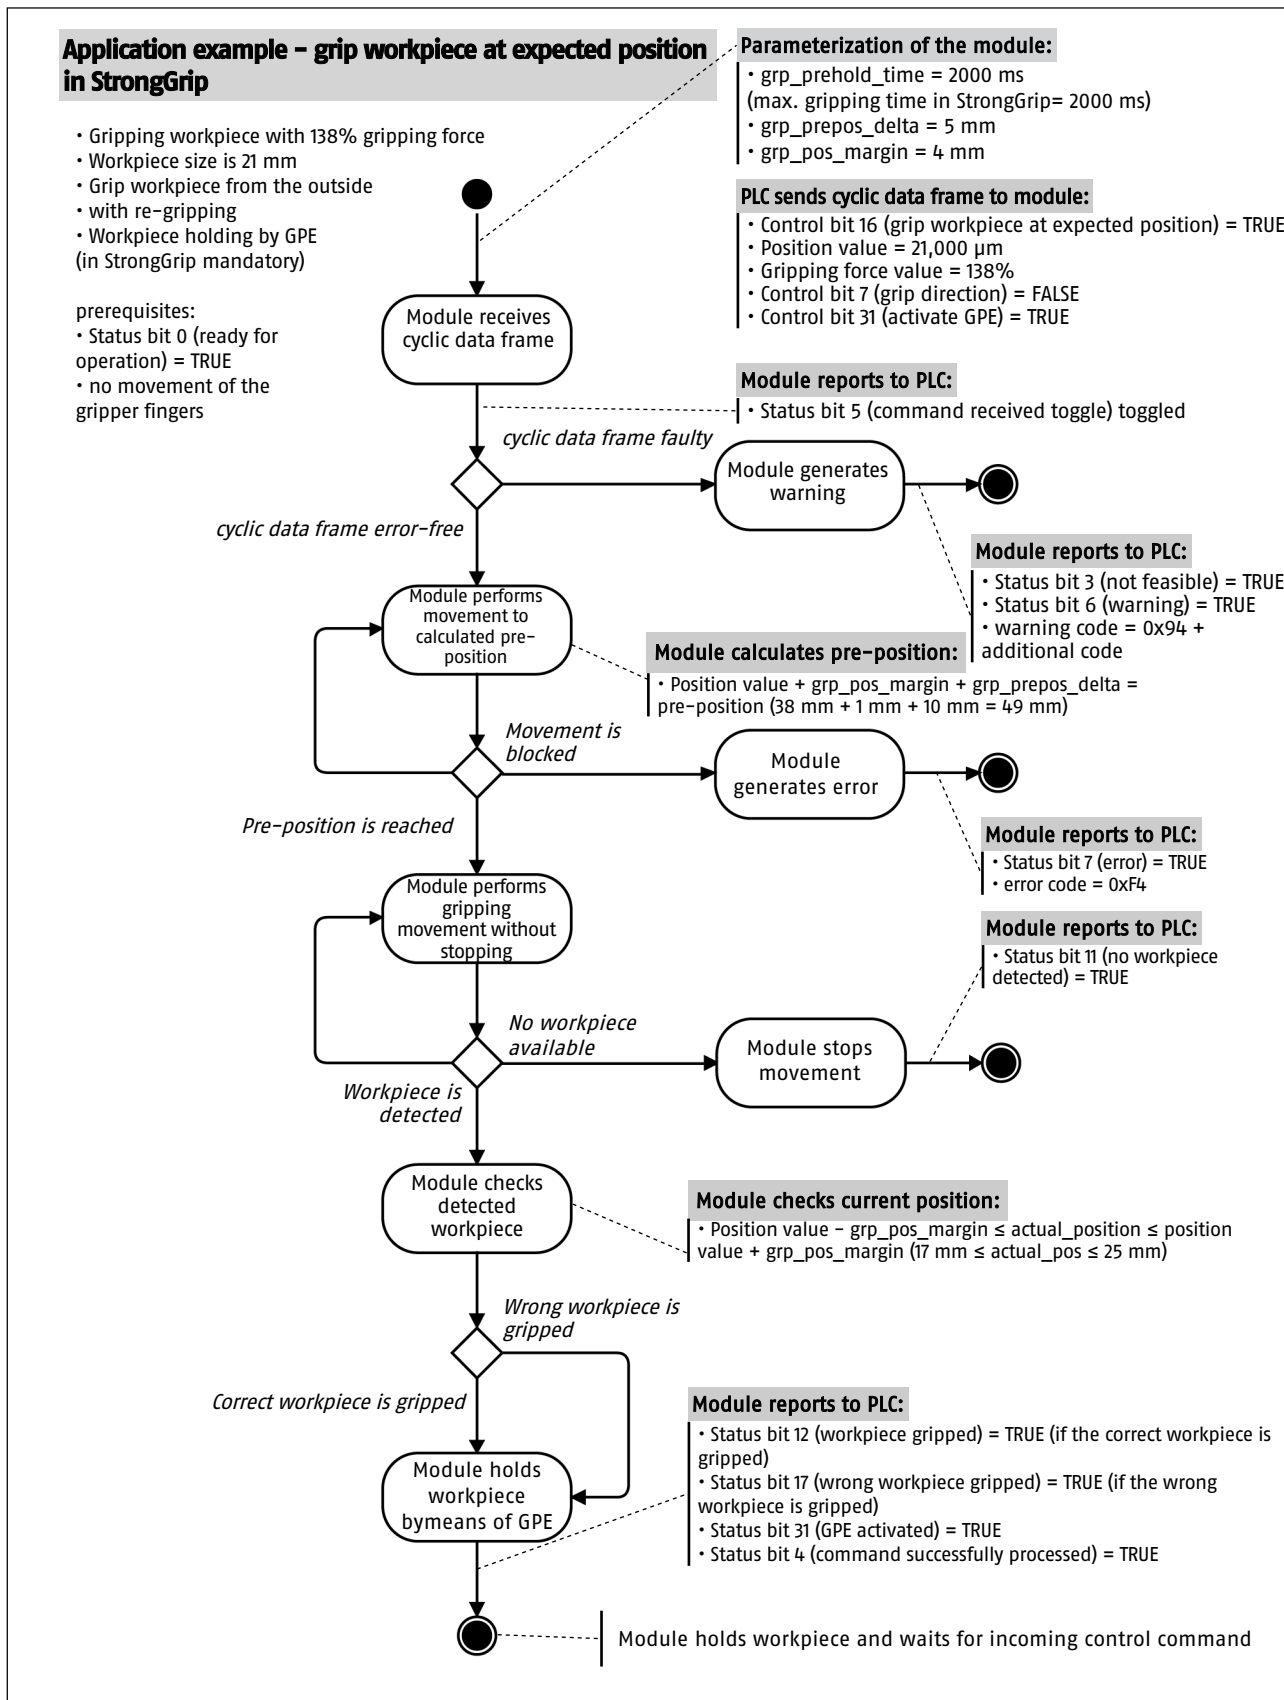 Application example – grip workpiece at expected position
in StrongGrip
• Gripping workpiece with 138% gripping force
• Workpiece size is 21 mm
• Grip workpiece from the outside
• with re-gripping
• Workpiece holding by GPE
(in StrongGrip mandatory)
prerequisites:
• Status bit 0 (ready for
operation) = TRUE
• no movement of the
gripper fingers
Parameterization of the module:
• grp_prehold_time = 2000 ms
(max. gripping time in StrongGrip= 2000 ms)
• grp_prepos_delta = 5 mm
• grp_pos_margin = 4 mm
PLC sends cyclic data frame to module:
• Control bit 16 (grip workpiece at expected position) = TRUE
• Position value = 21,000 µm
• Gripping force value = 138%
• Control bit 7 (grip direction) = FALSE
• Control bit 31 (activate GPE) = TRUE
Module receives
cyclic data frame
Module reports to PLC:
• Status bit 5 (command received toggle) toggled
cyclic data frame faulty
Module generates
warning
cyclic data frame error-free
Module reports to PLC:
• Status bit 3 (not feasible) = TRUE
• Status bit 6 (warning) = TRUE
• warning code = 0x94 +
additional code
Module performs
movement to
calculated pre-
position
Module calculates pre-position:
• Position value + grp_pos_margin + grp_prepos_delta =
pre-position (38 mm + 1 mm + 10 mm = 49 mm)
Movement is
blocked
Module
generates error
Pre-position is reached
Module reports to PLC:
• Status bit 7 (error) = TRUE
• error code = 0xF4
Module performs
gripping
movement without
stopping
Module reports to PLC:
• Status bit 11 (no workpiece
detected) = TRUE
No workpiece
available
Module stops
movement
Workpiece is
detected
Module checks
detected
workpiece
Module checks current position:
• Position value - grp_pos_margin ≤ actual_position ≤ position
value + grp_pos_margin (17 mm ≤ actual_pos ≤ 25 mm)
Wrong workpiece is
gripped
Correct workpiece is gripped
Module reports to PLC:
• Status bit 12 (workpiece gripped) = TRUE (if the correct workpiece is
gripped)
• Status bit 17 (wrong workpiece gripped) = TRUE (if the wrong
workpiece is gripped)
• Status bit 31 (GPE activated) = TRUE
• Status bit 4 (command successfully processed) = TRUE
Module holds
workpiece
bymeans of GPE
Module holds workpiece and waits for incoming control command